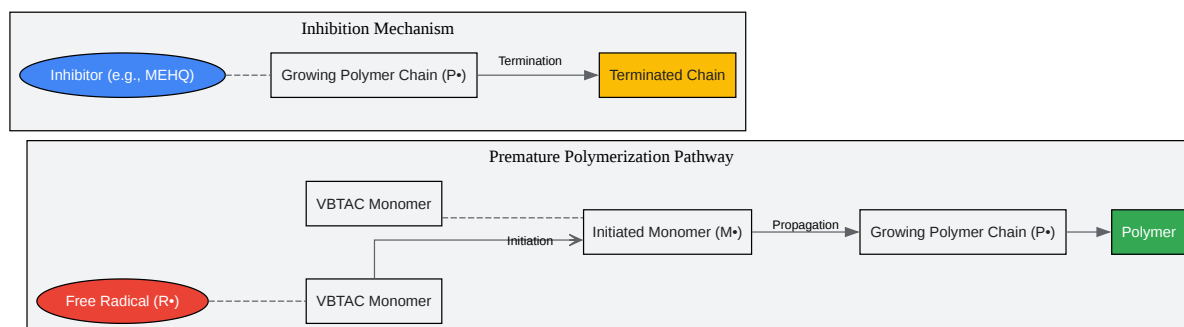 Inhibition Mechanism
Inhibitor (e.g., MEHQ)
Growing Polymer Chain (P•)
Termination
Terminated Chain
Premature Polymerization Pathway
VBTAC Monomer
Initiation
Initiated Monomer (M•)
Propagation
Growing Polymer Chain (P•)
Polymer
Free Radical (R•)
VBTAC Monomer